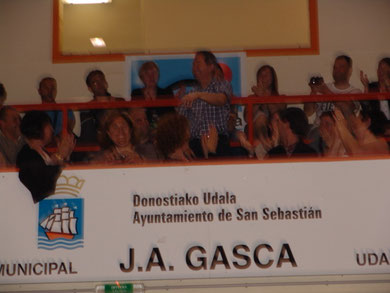 Donostiako Udala
Ayuntamiento de San Sebastián
MUNICIPAL
J.A. GASCA
UDA